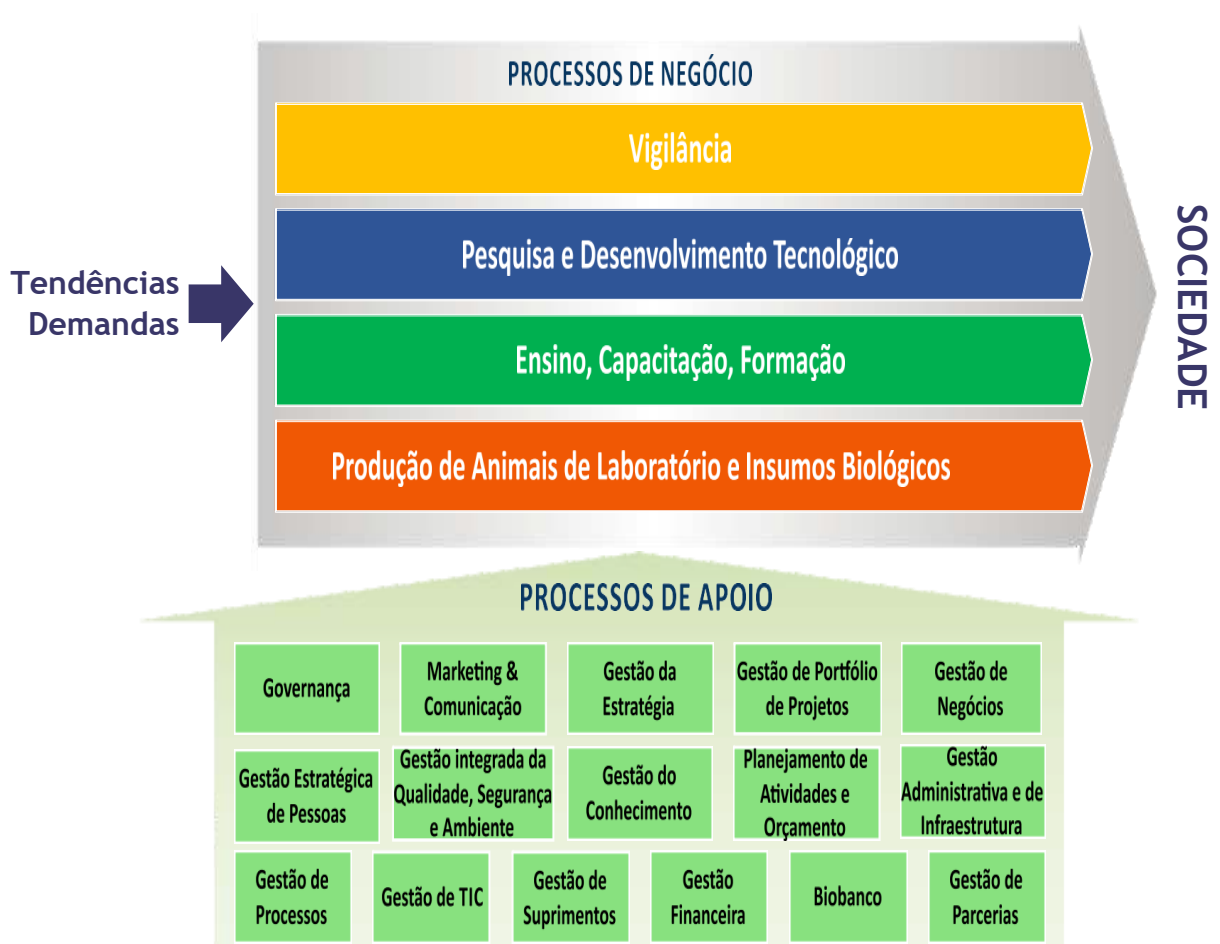 PROCESSOS DE NEGÓCIO
Vigilância
Pesquisa e Desenvolvimento Tecnológico
Ensino, Capacitação, Formação
Produção de Animais de Laboratório e Insumos Biológicos
Tendências
Demandas
SOCIEDADE
PROCESSOS DE APOIO
Governança
Marketing &
Comunicação
Gestão da
Estratégia
Gestão de Portfólio
de Projetos
Gestão de
Negócios
Gestão Estratégica
de Pessoas
Gestão integrada da
Qualidade, Segurança
e Ambiente
Gestão do
Conhecimento
Planejamento de
Atividades e
Orçamento
Gestão
Administrativa e de
Infraestrutura
Gestão de
Processos
Gestão de TIC
Gestão de
Suprimentos
Gestão
Financeira
Biobanco
Gestão de
Parcerias